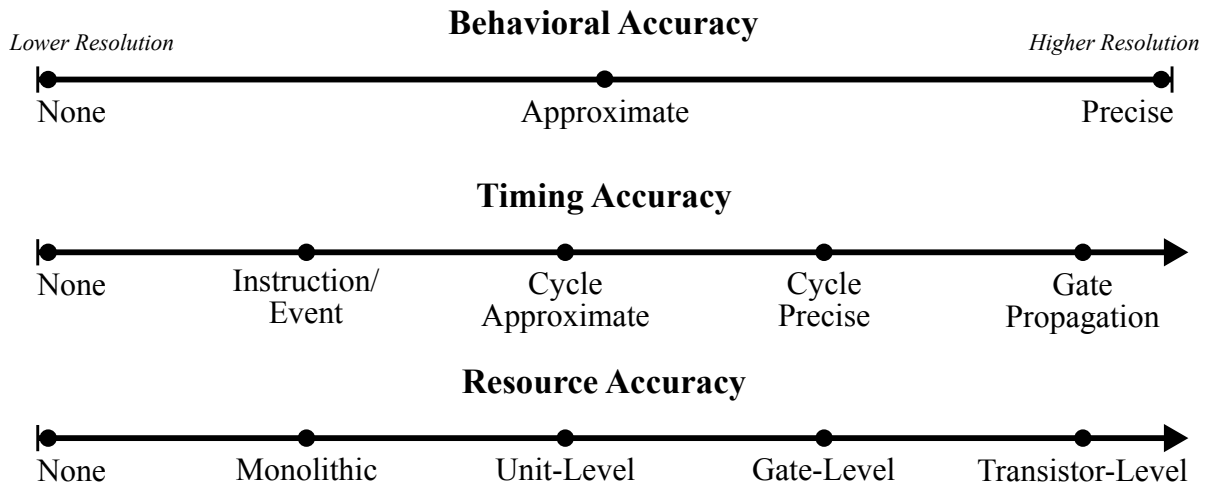 Behavioral Accuracy
Lower Resolution Higher Resolution
None Approximate Precise
Timing Accuracy
None Instruction/ Cycle Cycle Gate
Event Approximate Precise Propagation
Resource Accuracy
None Monolithic Unit-Level Gate-Level Transistor-Level